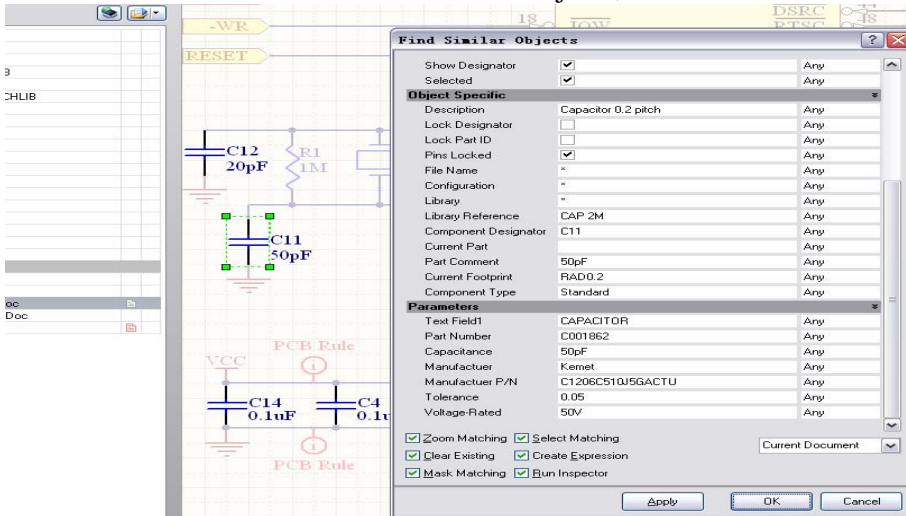 -WR
RESET
18
IOW
DSRC
RTSC
18
CHLIB
C12
20pF
R1
1M
C11
50pF
oc
Doc
PCB Rule
VCC
i
C14
0.1uF
C4
0.1u
i
PCB Rule
Find Similar Objects
Show Designator Any
Selected Any
Object Specific
Description Capacitor 0.2 pitch Any
Lock Designator Any
Lock Part ID Any
Pins Locked Any
File Name * Any
Configuration * Any
Library * Any
Library Reference CAP 2M Any
Component Designator C11 Any
Current Part Any
Part Comment 50pF Any
Current Footprint RAD0.2 Any
Component Type Standard Any
Parameters
Text Field1 CAPACITOR Any
Part Number C001862 Any
Capacitance 50pF Any
Manufactuer Kemet Any
Manufactuer P/N C1206C510J5GACTU Any
Tolerance 0.05 Any
Voltage-Rated 50V Any
Zoom Matching Select Matching
Clear Existing Create Expression
Mask Matching Run Inspector
Current Document
Apply OK Cancel